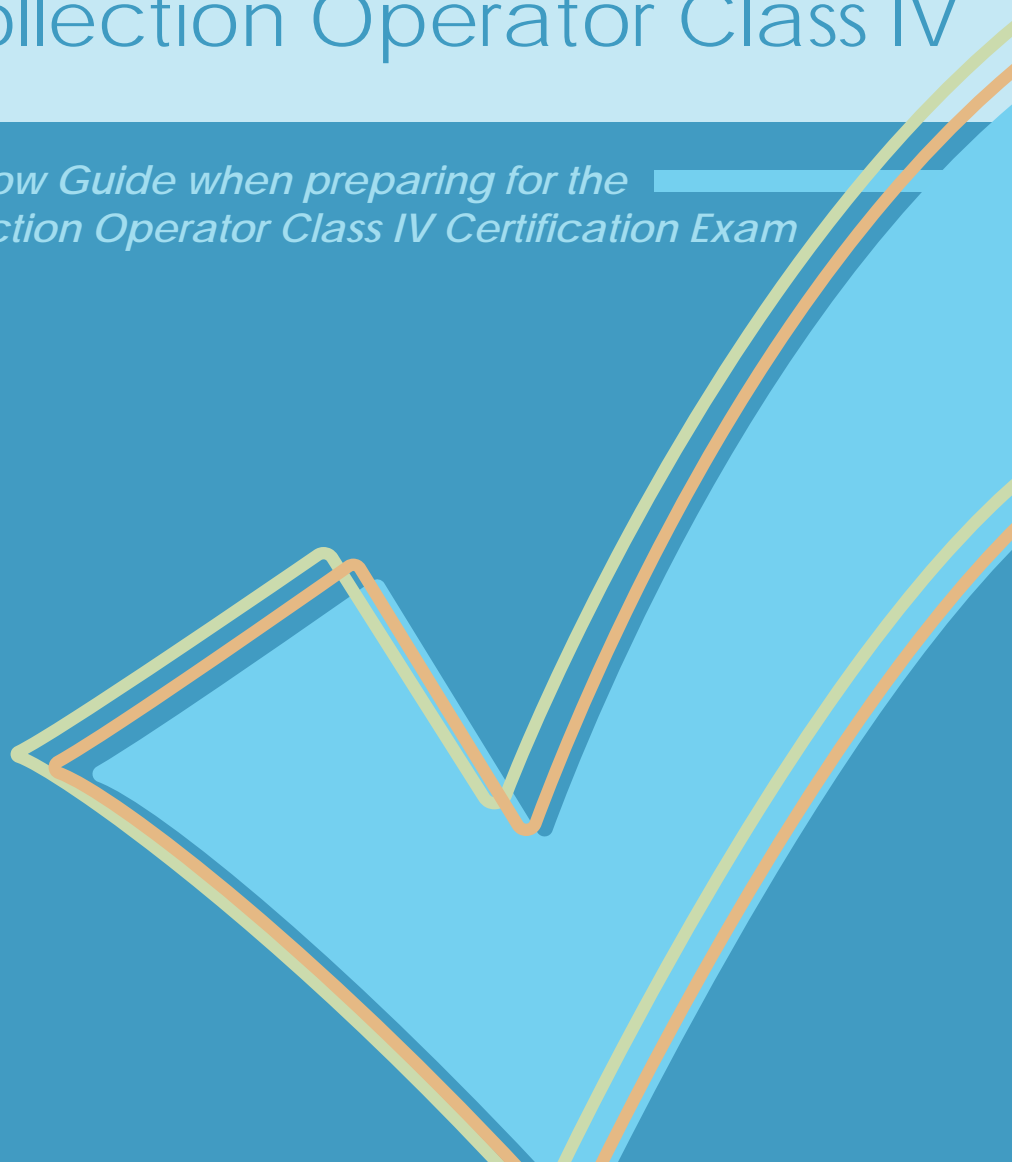 ollection Operator Class IV
ow Guide when preparing for the
ction Operator Class IV Certification Exam